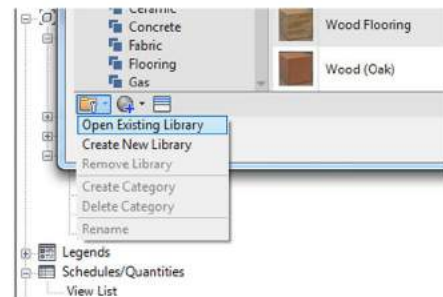 Ceramic
Concrete
Fabric
Flooring
Gas
Wood Flooring
Wood (Oak)
Open Existing Library
Create New Library
Remove Library
Create Category
Delete Category
Rename
Legends
Schedules/Quantities
View List